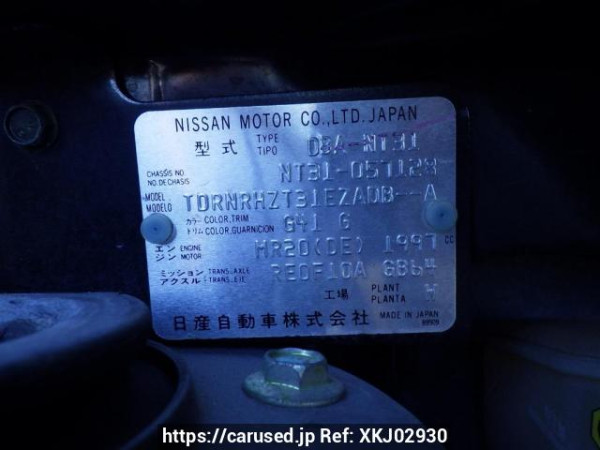 NISSAN MOTOR CO.,LTD. JAPAN
型式 TYPE TIPO DBA-NT31
CHASSIS NO. NO. DE CHASIS NT31-057128
MODEL MODELO TDRNRHZT31EZADB--A
カラー COLOR,TRIM トリム COLOR,GUARNICION G41 G
エンジン ENGINE MOTOR MR20(DE) 1997 CC
ミッション TRANS.AXLE アクスル TRANS.EJE RE0F10A GB64
工場 PLANT PLANTA H
日産自動車株式会社 MADE IN JAPAN
https://carused.jp Ref: XKJ02930